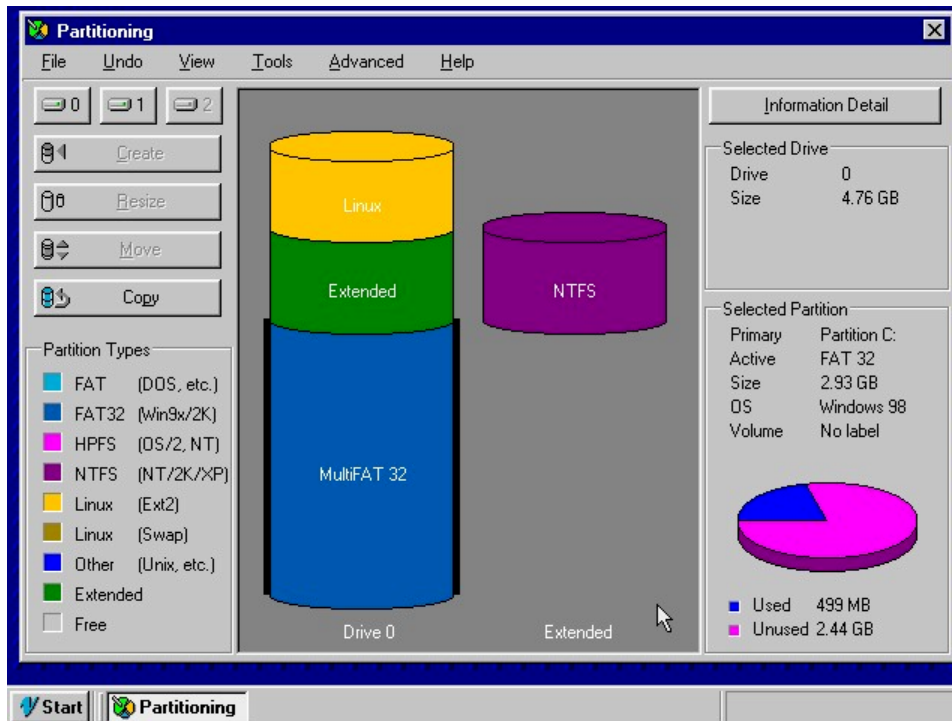 Partitioning
File Undo View Tools Advanced Help
0 1 2
Create
Resize
Move
Copy
Partition Types
FAT (DOS, etc.)
FAT32 (Win9x/2K)
HPFS (OS/2, NT)
NTFS (NT/2K/XP)
Linux (Ext2)
Linux (Swap)
Other (Unix, etc.)
Extended
Free
Linux
Extended
MultiFAT 32
Drive 0
NTFS
Extended
Information Detail
Selected Drive
Drive 0
Size 4.76 GB
Selected Partition
Primary Partition C:
Active FAT 32
Size 2.93 GB
OS Windows 98
Volume No label
Used 499 MB
Unused 2.44 GB
Start Partitioning